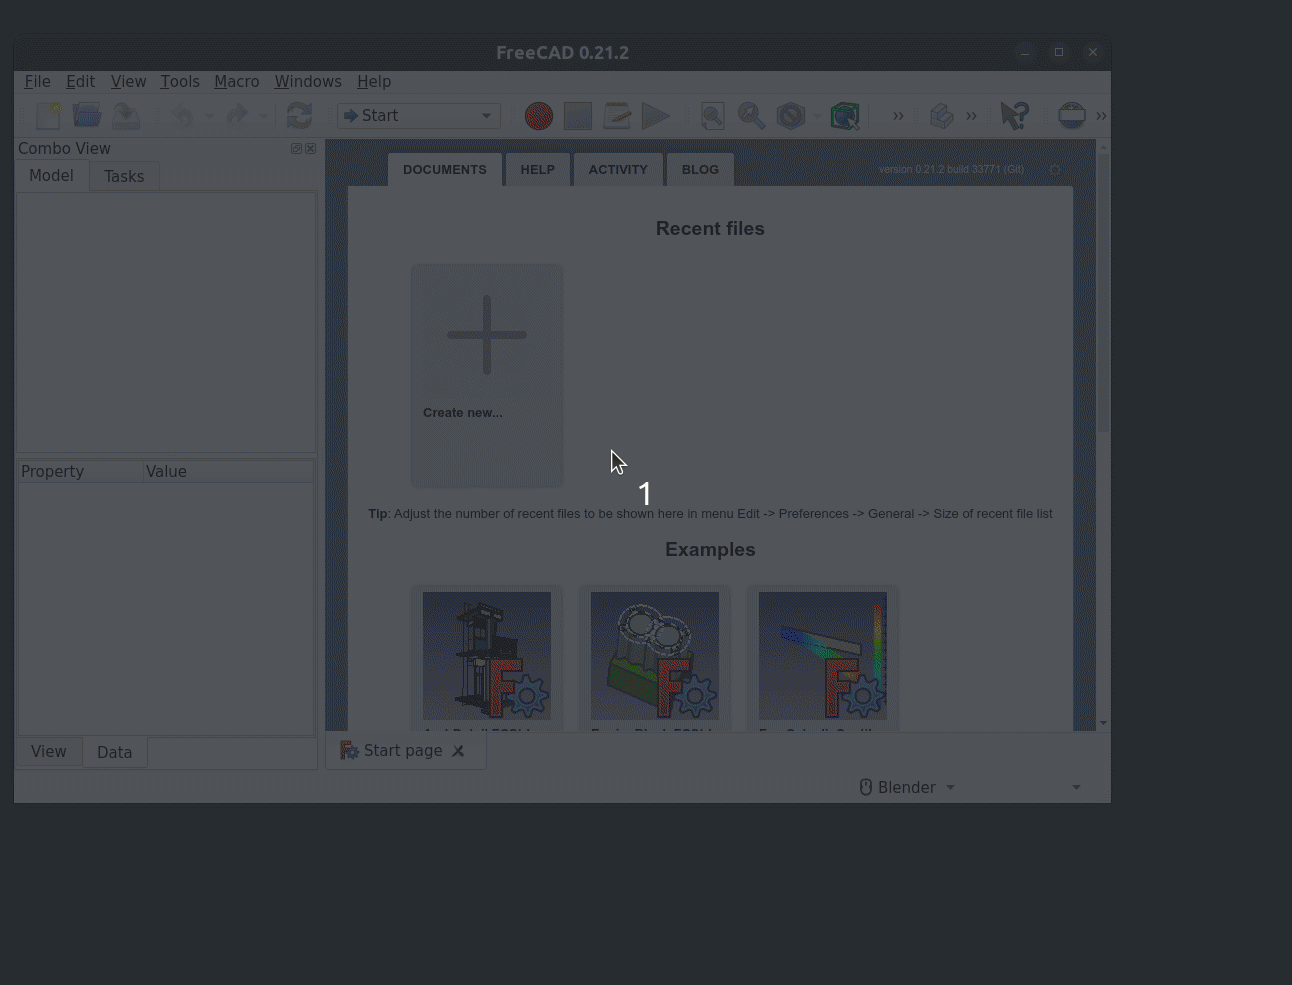 FreeCAD 0.21.2
File Edit View Tools Macro Windows Help
Start
Combo View
Model Tasks
Property Value
View Data
DOCUMENTS HELP ACTIVITY BLOG
version 0.21.2 build 33771 (Git)
Recent files
Create new...
1
Tip: Adjust the number of recent files to be shown here in menu Edit -> Preferences -> General -> Size of recent file list
Examples
Start page
Blender